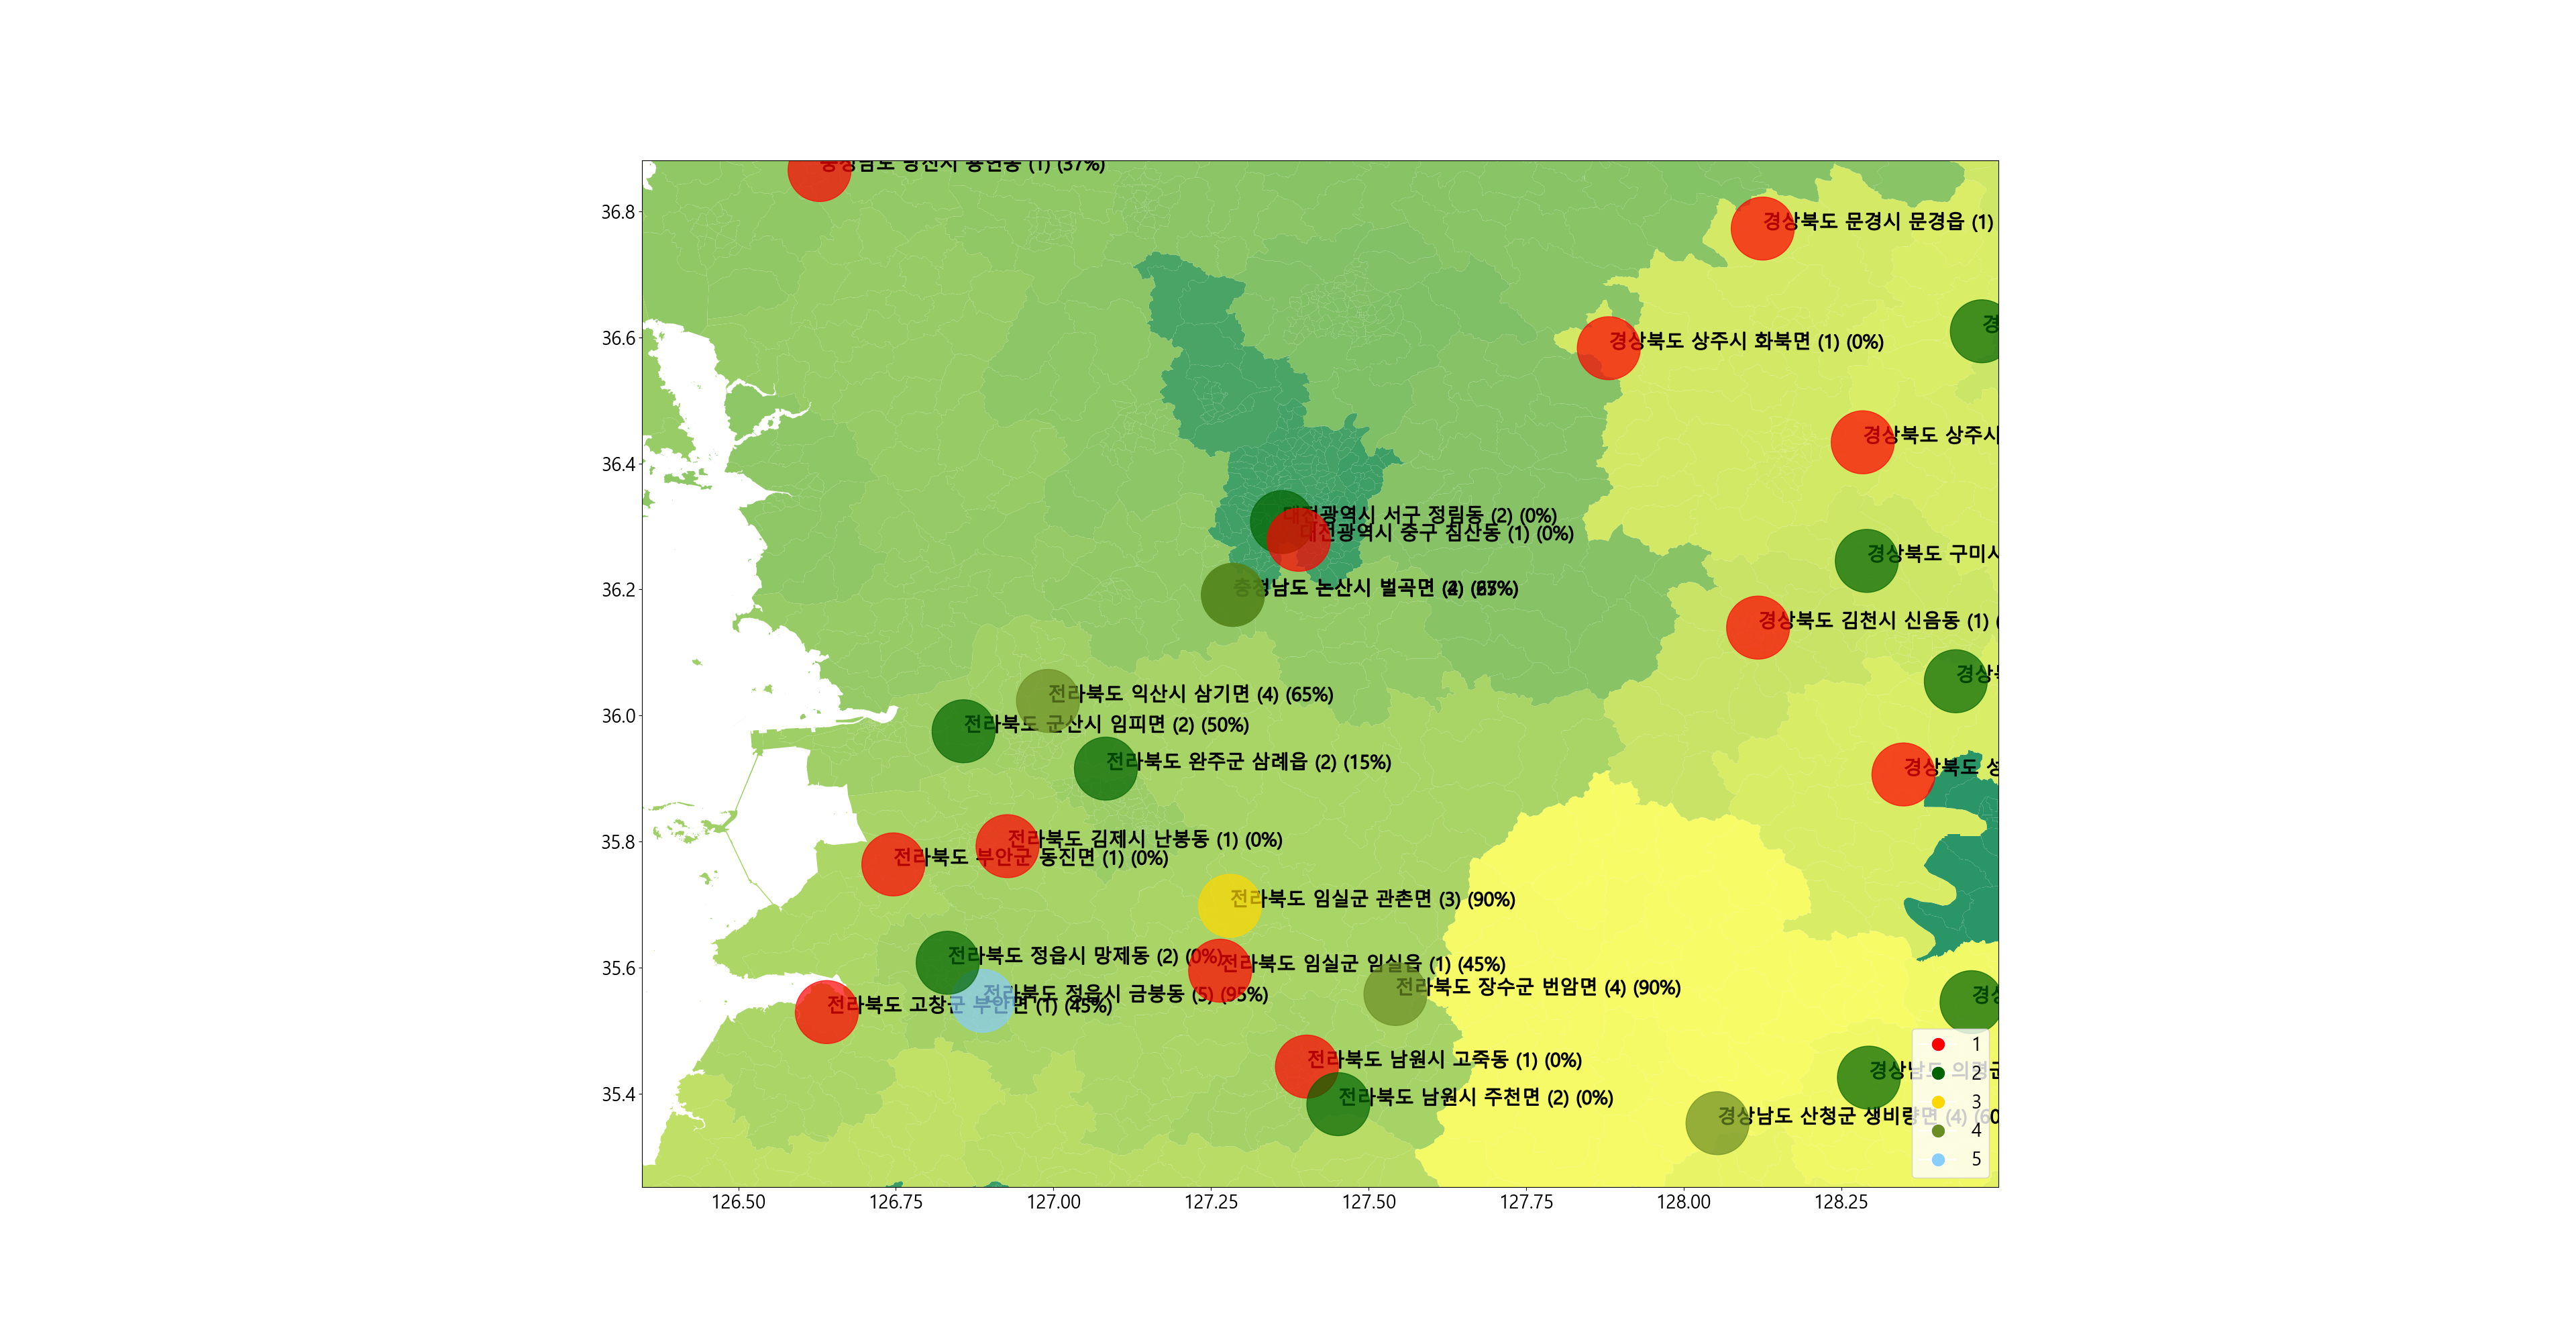 충청남도 당진시 용연동 (1) (37%)
36.8
경상북도 문경시 문경읍 (1)
경
36.6
경상북도 상주시 화북면 (1) (0%)
경상북도 상주시
36.4
대전광역시 서구 정림동 (2) (0%)
대전광역시 중구 침산동 (1) (0%)
경상북도 구미시
36.2
충청남도 논산시 벌곡면
경상북도 김천시 신음동 (1) (
경상북
전라북도 익산시 삼기면 (4) (65%)
36.0
전라북도 군산시 임피면 (2) (50%)
전라북도 완주군 삼례읍 (2) (15%)
경상북도 성
35.8
전라북도 김제시 난봉동 (1) (0%)
전라북도 부안군 동진면 (1) (0%)
전라북도 임실군 관촌면 (3) (90%)
전라북도 정읍시 망제동 (2) (0%)
35.6
전라북도 임실군 임실읍 (1) (45%)
전라북도 장수군 번암면 (4) (90%)
전라북도 정읍시 금붕동 (5) (95%)
경
전라북도 고창군 부안면 (1) (45%)
전라북도 남원시 고죽동 (1) (0%)
경상남도 의령군
35.4
전라북도 남원시 주천면 (2) (0%)
경상남도 산청군 생비량면 (4) (60
1
2
3
4
5
126.50 126.75 127.00 127.25 127.50 127.75 128.00 128.25